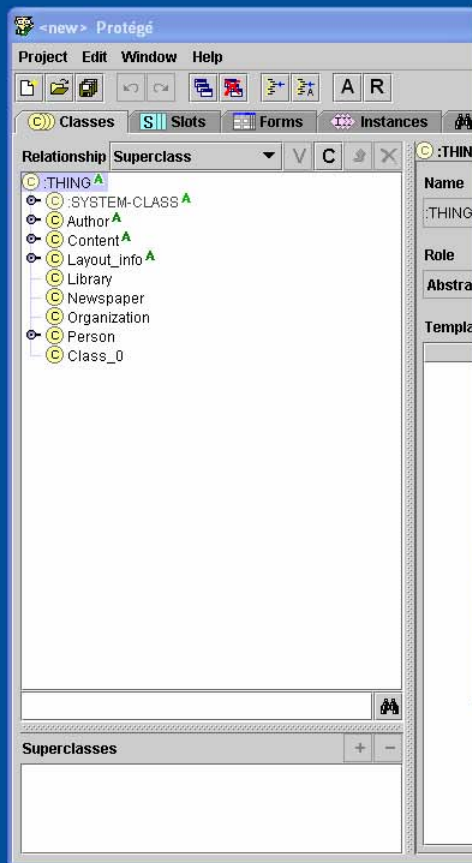 <new> Protégé
Project Edit Window Help
A R
C Classes S Slots Forms Instances
Relationship Superclass V C X
C :THING A
C :SYSTEM-CLASS A
C Author A
C Content A
C Layout_info A
C Library
C Newspaper
C Organization
C Person
C Class_0
Superclasses + -
C :THIN
Name
:THING
Role
Abstra
Templa